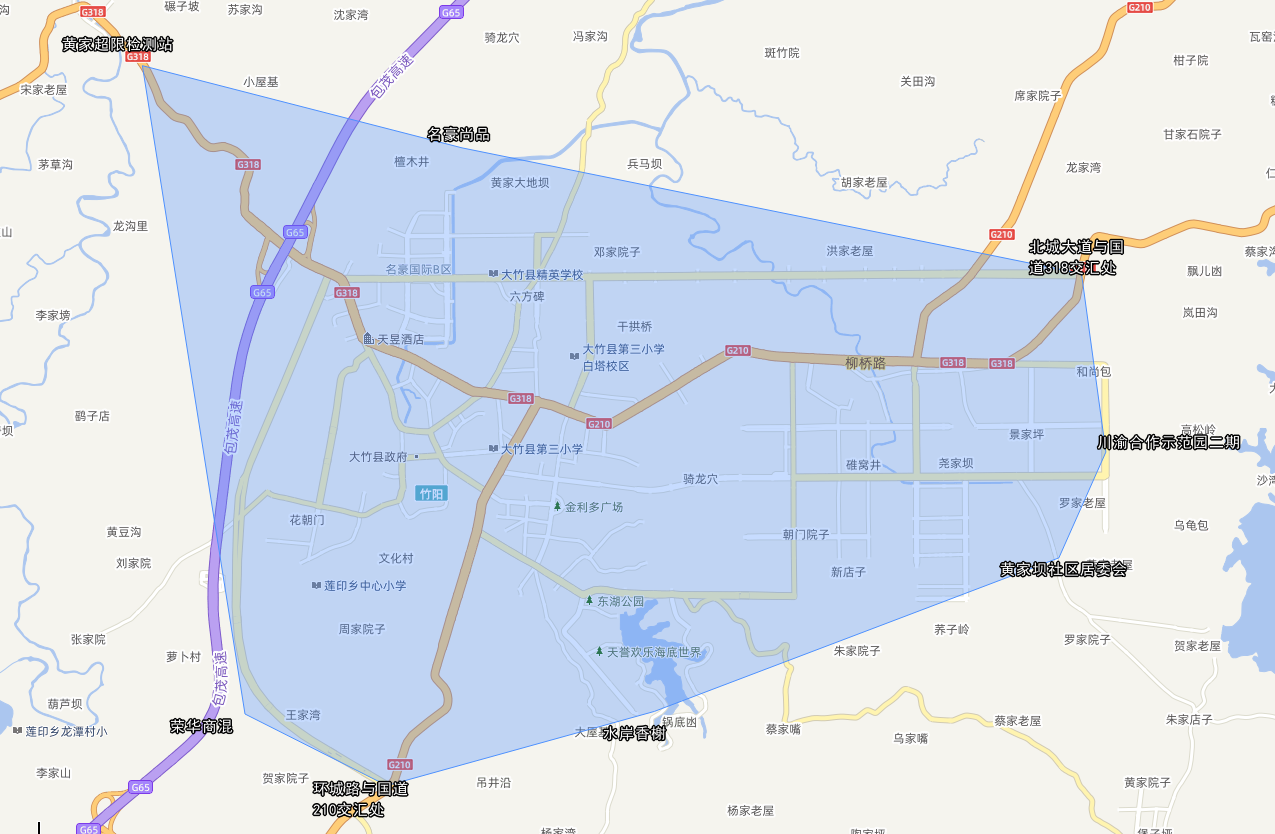 碾子坡
苏家沟
沈家湾
G65
G318
G210
黄家超限检测站
G318
骑龙穴
冯家沟
斑竹院
柑子院
包茂高速
宋家老屋
小屋基
关田沟
席家院子
名豪尚品
甘家石院子
茅草沟
G318
檀木井
兵马坝
龙家湾
黄家大地坝
胡家老屋
龙沟里
山
G65
G210
邓家院子
洪家老屋
北城大道与国
道318交汇处
蔡家
名豪国际B区
大竹县精英学校
飘儿凼
G65
G318
六方碑
李家塝
岚田沟
干拱桥
天昱酒店
大竹县第三小学
白塔校区
G210
柳桥路
G318
G318
和尚包
G318
鹞子店
G210
坝
包茂高速
高松岭
川渝合作示范园二期
景家坪
大竹县第三小学
大竹县政府
碓窝井
尧家坝
骑龙穴
沙湾
竹阳
金利多广场
罗家老屋
花朝门
乌龟包
黄豆沟
朝门院子
文化村
刘家院
黄家坝社区居委会
屋
新店子
莲印乡中心小学
东湖公园
周家院子
荞子岭
张家院
罗家院子
贺家老屋
天誉欢乐海底世界
朱家院子
萝卜村
包茂高速
葫芦坝
王家湾
锅底凼
蔡家老屋
朱家店子
荣华商混
莲印乡龙潭村小
大屋基
水岸香榭
蔡家嘴
乌家嘴
G210
李家山
贺家院子
环城路与国道
210交汇处
吊井沿
黄家院子
G65
杨家老屋
G65
杨家湾
陶家坪
堡子垭